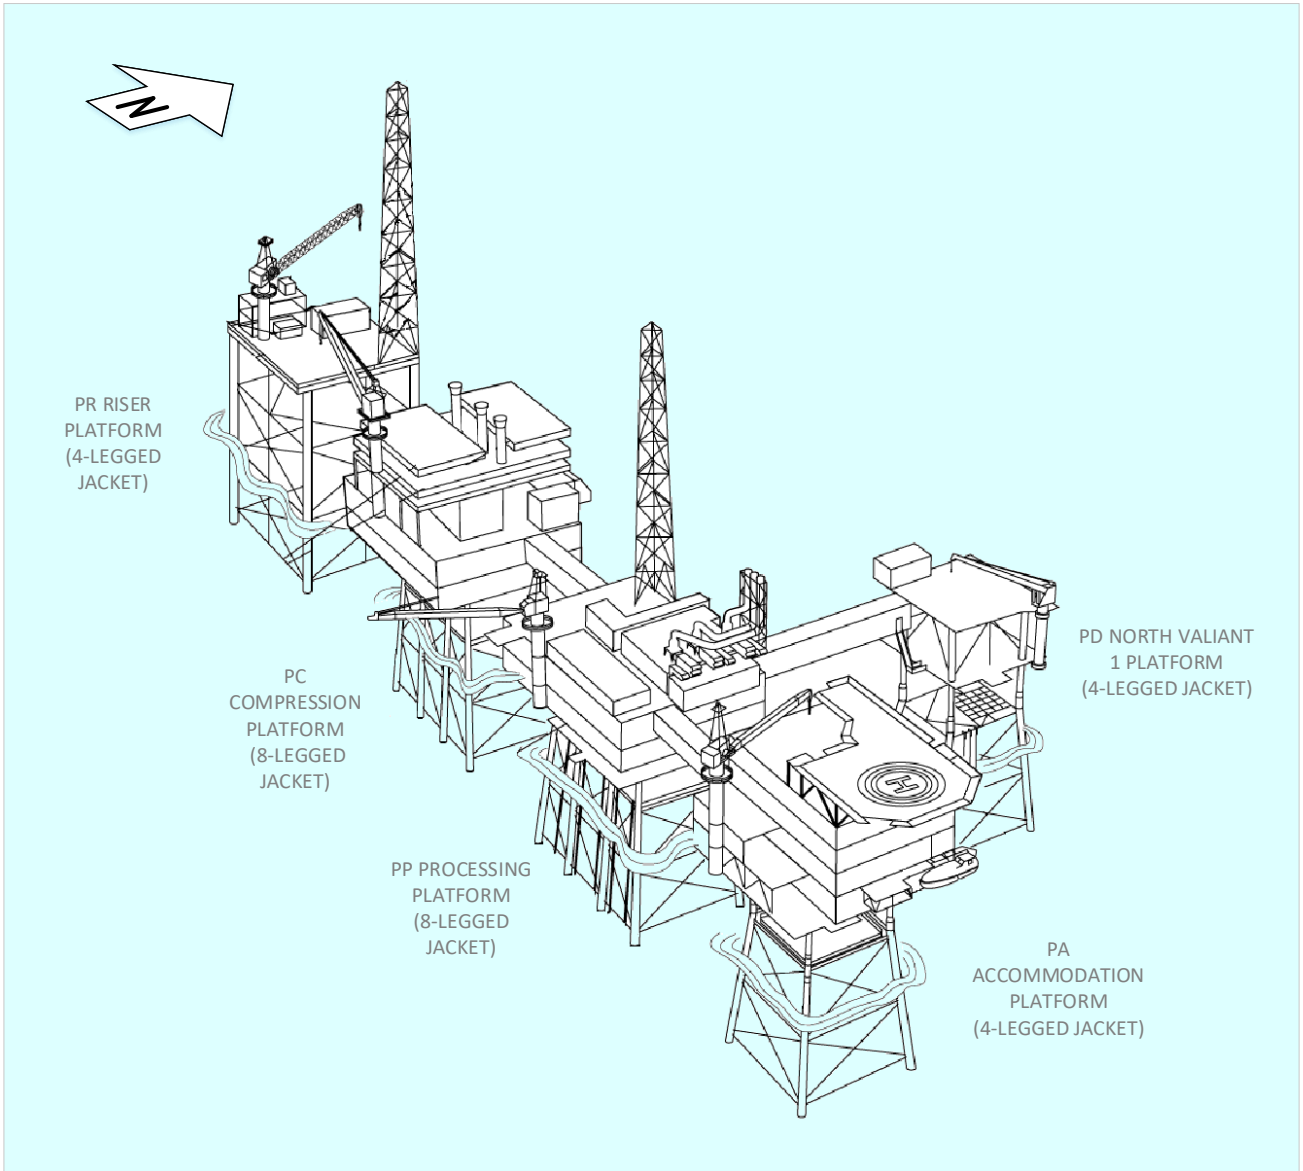 N
PR RISER
PLATFORM
(4-LEGGED
JACKET)
PC
COMPRESSION
PLATFORM
(8-LEGGED
JACKET)
PD NORTH VALIANT
1 PLATFORM
(4-LEGGED JACKET)
PP PROCESSING
PLATFORM
(8-LEGGED
JACKET)
PA
ACCOMMODATION
PLATFORM
(4-LEGGED JACKET)
H